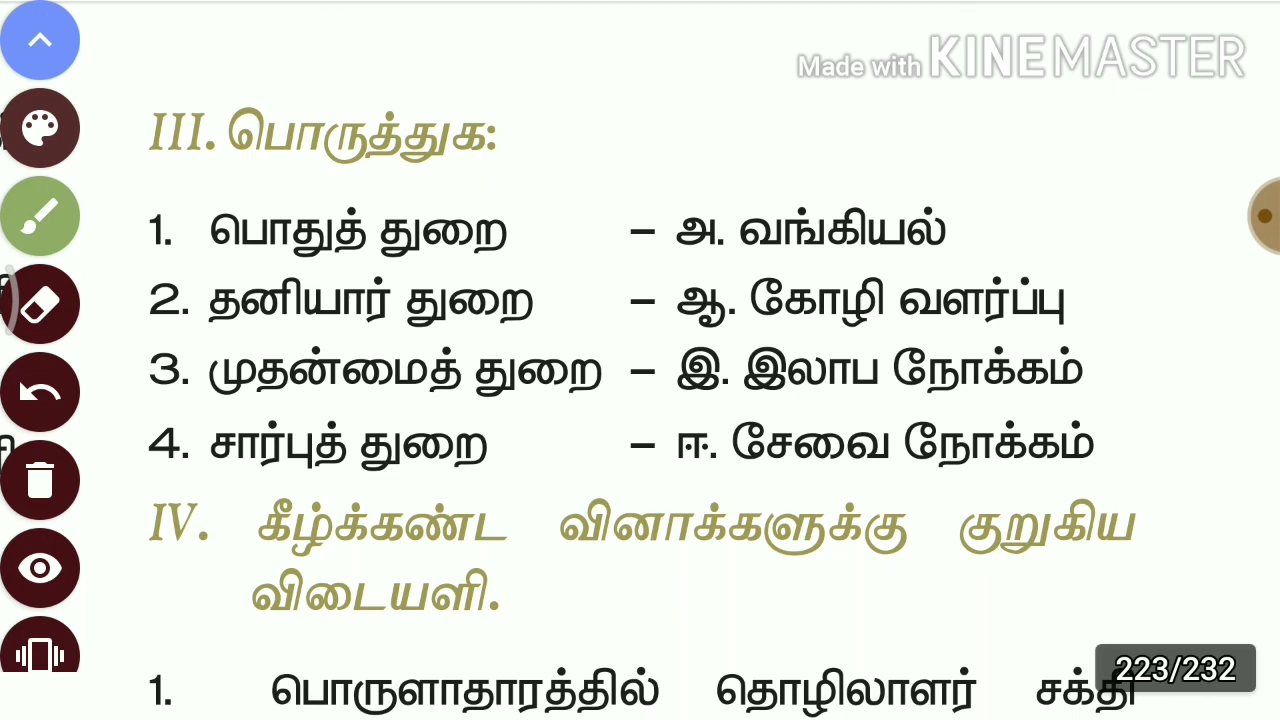 Made with KINEMASTER
III. பொருத்துக:
1. பொதுத் துறை – அ. வங்கியல்
2. தனியார் துறை – ஆ. கோழி வளர்ப்பு
3. முதன்மைத் துறை – இ. இலாப நோக்கம்
4. சார்புத் துறை – ஈ. சேவை நோக்கம்
IV. கீழ்க்கண்ட வினாக்களுக்கு குறுகிய
விடையளி.
1. பொருளாதாரத்தில் தொழிலாளர் சக்தி
223/232